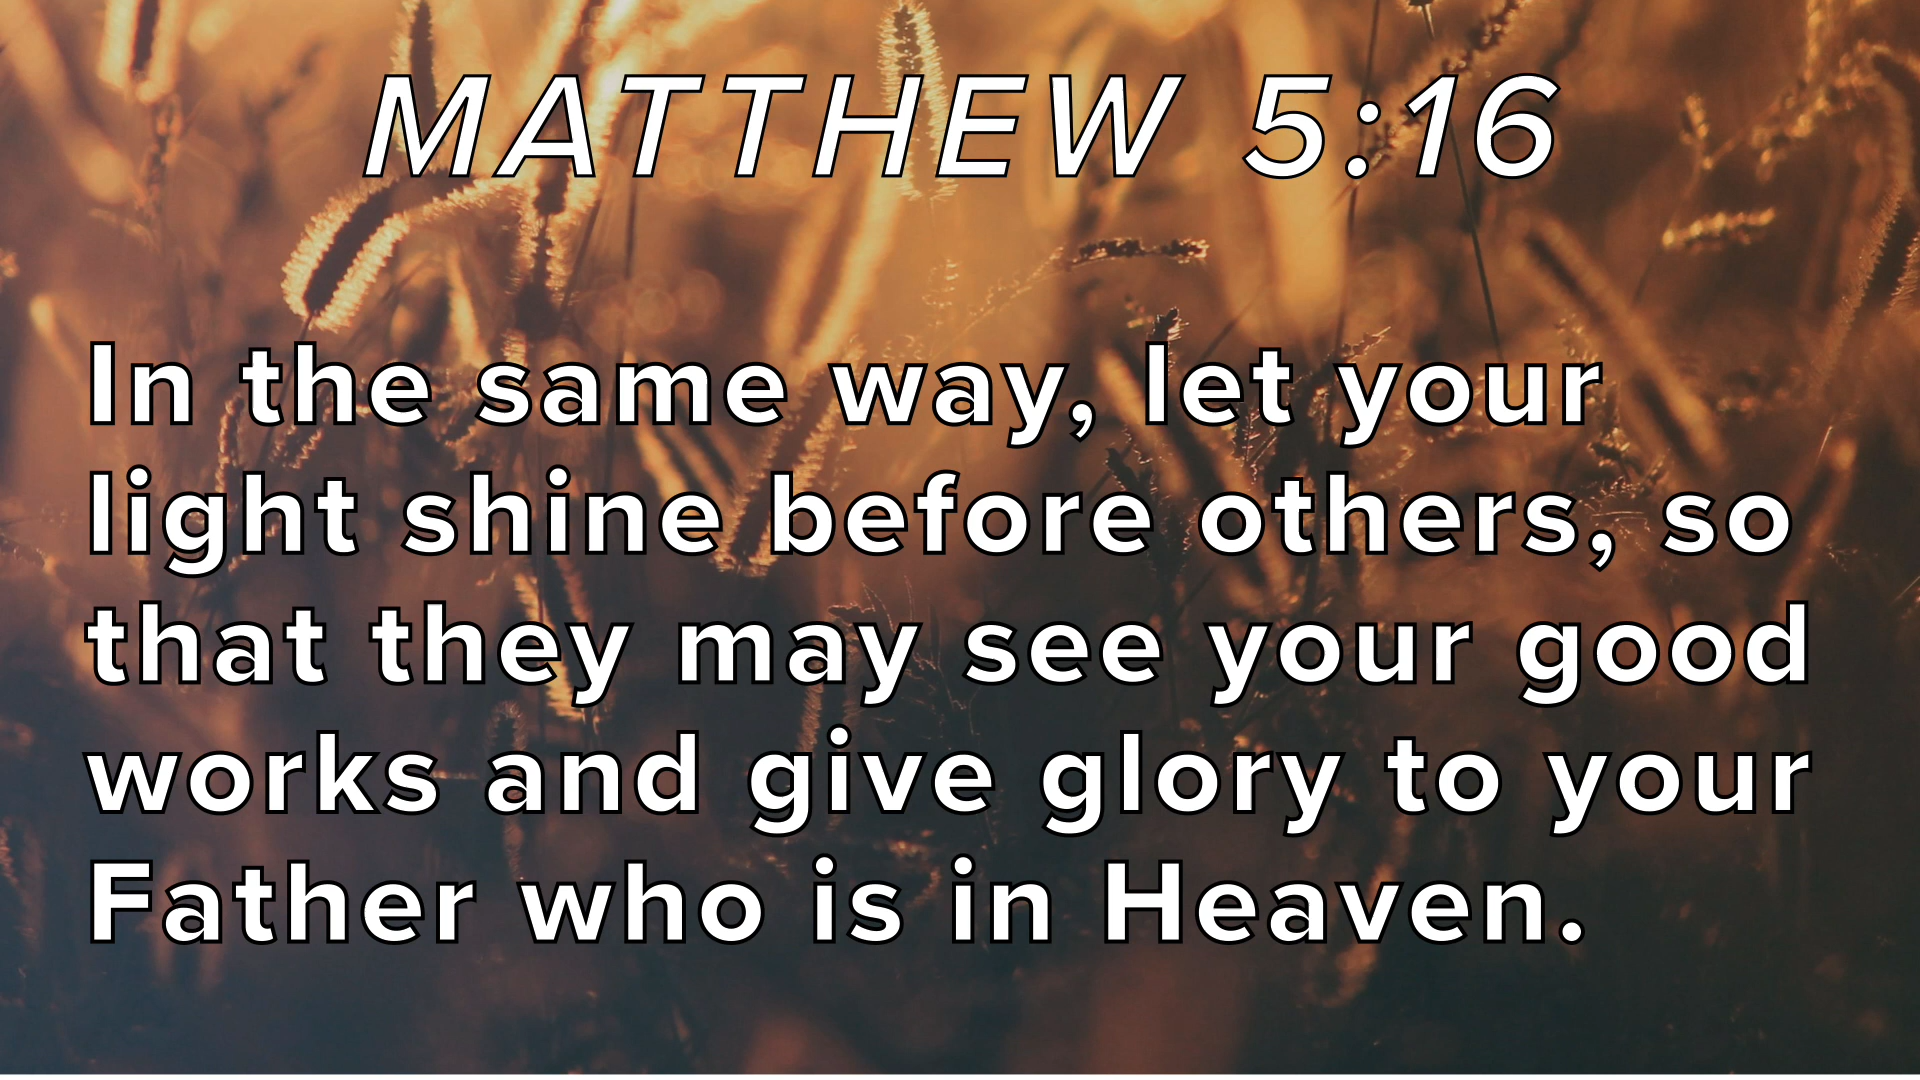 MATTHEW 5:16
In the same way, let your
light shine before others, so
that they may see your good
works and give glory to your
Father who is in Heaven.